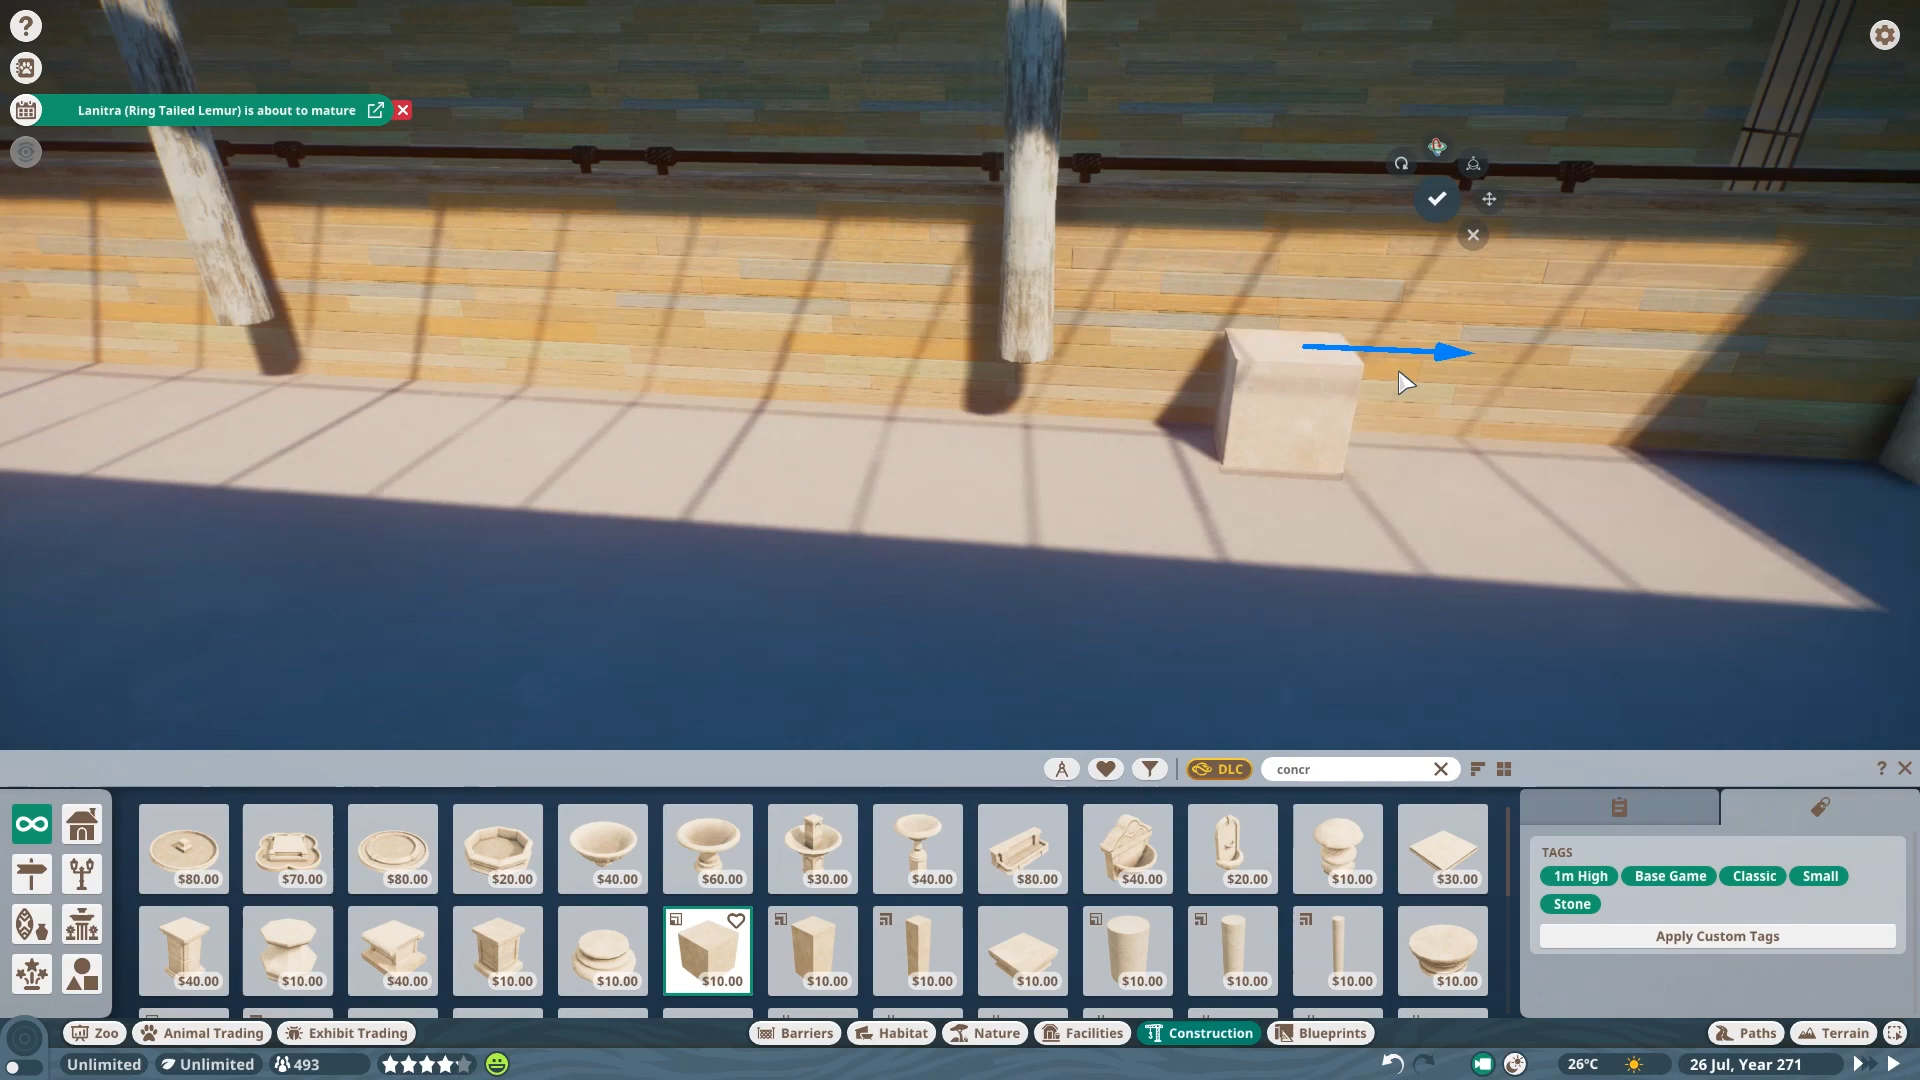 ?
Lanitra (Ring Tailed Lemur) is about to mature
DLC
concr
?
$80.00 $70.00 $80.00 $20.00 $40.00 $60.00 $30.00 $40.00 $80.00 $40.00 $20.00 $10.00 $30.00
$40.00 $10.00 $40.00 $10.00 $10.00 $10.00 $10.00 $10.00 $10.00 $10.00 $10.00 $10.00 $10.00
TAGS
1m High Base Game Classic Small
Stone
Apply Custom Tags
Zoo Animal Trading Exhibit Trading Barriers Habitat Nature Facilities Construction Blueprints Paths Terrain
Unlimited Unlimited 493 26°C 26 Jul, Year 271